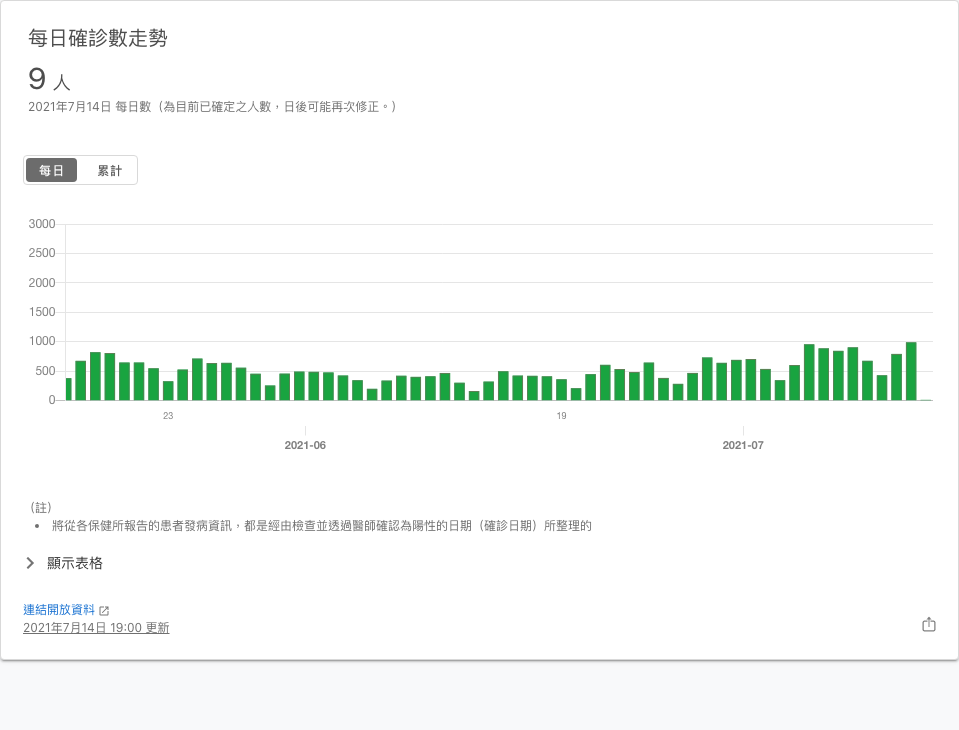 每日確診數走勢
9 人
2021年7月14日 每日數（為目前已確定之人數，日後可能再次修正。）
每日 累計
3000
2500
2000
1500
1000
500
0
23 19
2021-06 2021-07
（註）
• 將從各保健所報告的患者發病資訊，都是經由檢查並透過醫師確認為陽性的日期（確診日期）所整理的
顯示表格
連結開放資料
2021年7月14日 19:00 更新